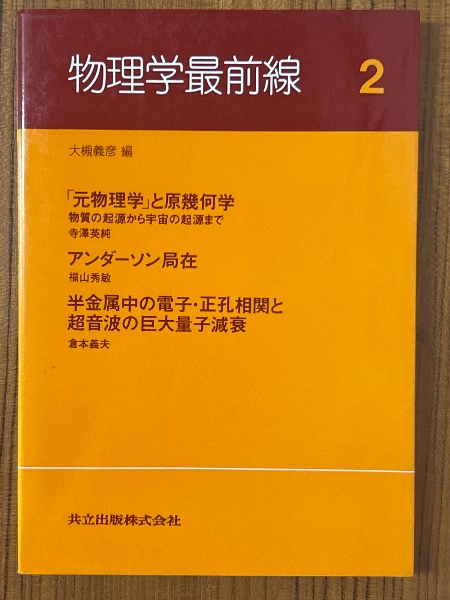 物理学最前線 2
大槻義彦 編
「元物理学」と原幾何学
物質の起源から宇宙の起源まで
寺澤英純
アンダーソン局在
福山秀敏
半金属中の電子・正孔相関と
超音波の巨大量子減衰
倉本義夫
共立出版株式会社